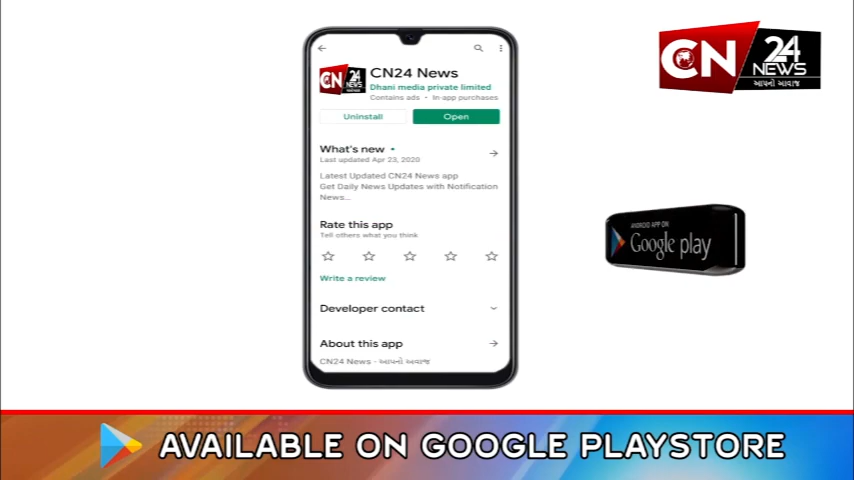 CN24 News
Dhani media private limited
Contains ads • In-app purchases
CN 24 NEWS
Uninstall
Open
What's new •
Last updated Apr 23, 2020
Latest Updated CN24 News app
Get Daily News Updates with Notification
News...
Rate this app
Tell others what you think
Write a review
Developer contact
About this app
CN24 News - આપનો અવાજ
CN 24
NEWS
આપનો અવાજ
ANDROID APP ON
Google play
AVAILABLE ON GOOGLE PLAYSTORE